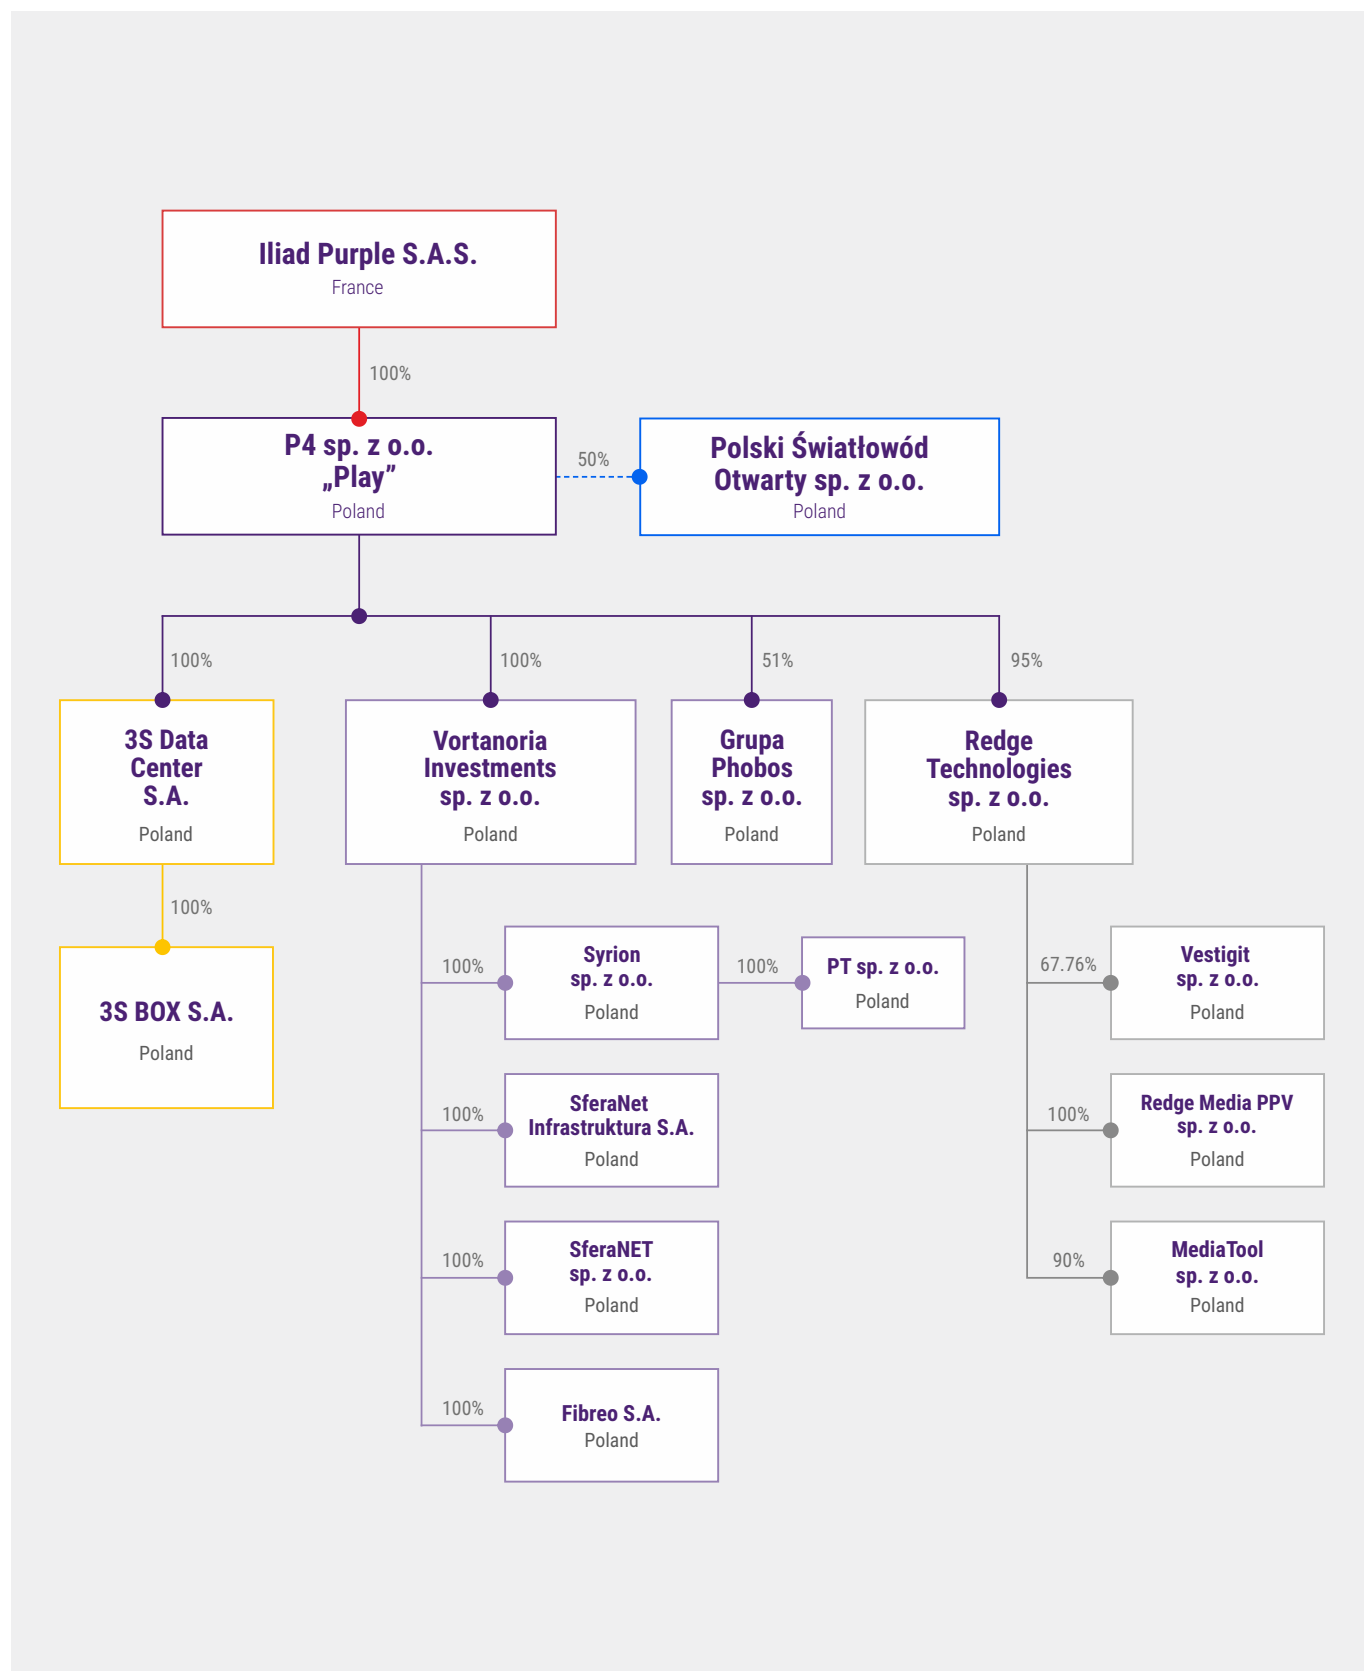 Iliad Purple S.A.S.
France
100%
P4 sp. z o.o.
„Play”
Poland
50%
Polski Światłowód
Otwarty sp. z o.o.
Poland
100%
100%
51%
95%
3S Data
Center
S.A.
Poland
Vortanoria
Investments
sp. z o.o.
Poland
Grupa
Phobos
sp. z o.o.
Poland
Redge
Technologies
sp. z o.o.
Poland
100%
3S BOX S.A.
Poland
100%
Syrion
sp. z o.o.
Poland
100%
PT sp. z o.o.
Poland
67.76%
Vestigit
sp. z o.o.
Poland
100%
SferaNet
Infrastruktura S.A.
Poland
100%
Redge Media PPV
sp. z o.o.
Poland
100%
SferaNET
sp. z o.o.
Poland
90%
MediaTool
sp. z o.o.
Poland
100%
Fibreo S.A.
Poland